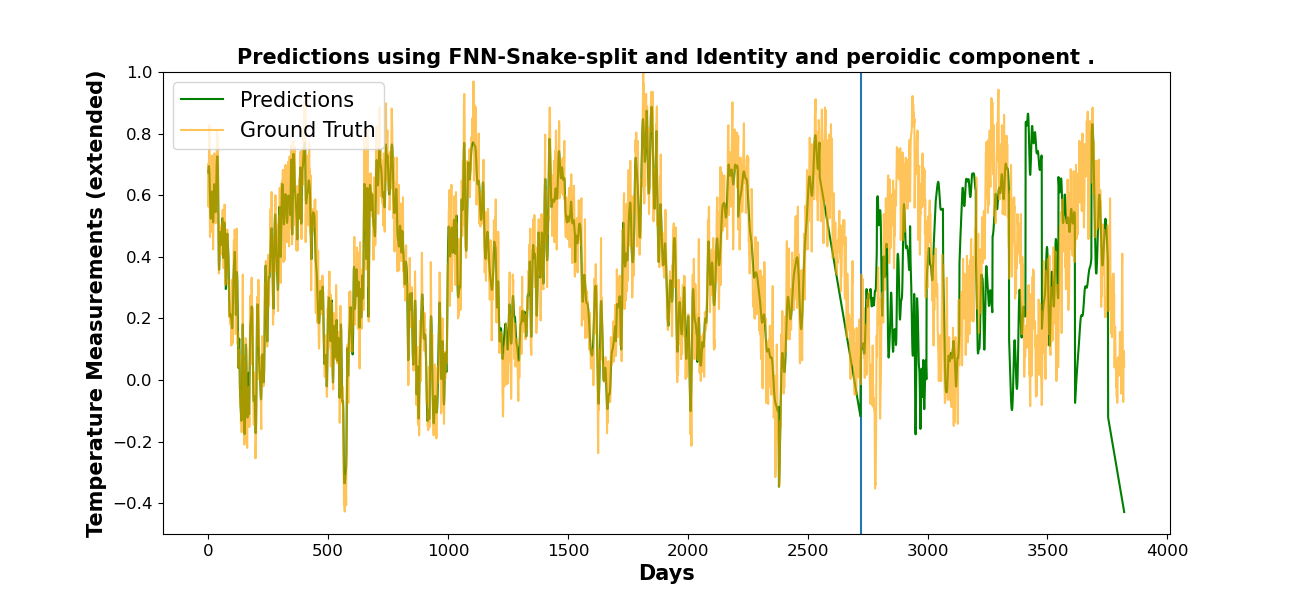 Predictions using FNN-Snake-split and Identity and peroidic component .
Temperature Measurements (extended)
1.0
0.8
0.6
0.4
0.2
0.0
−0.2
−0.4
Predictions
Ground Truth
0 500 1000 1500 2000 2500 3000 3500 4000
Days